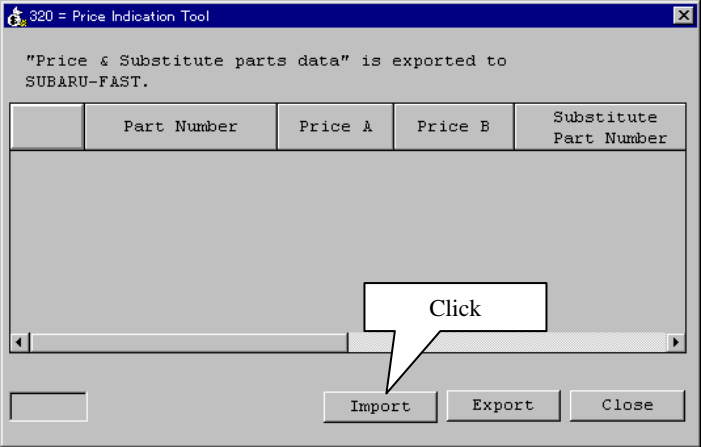 320 = Price Indication Tool
"Price & Substitute parts data" is exported to
SUBARU-FAST.
Part Number Price A Price B Substitute
Part Number
Click
Import Export Close